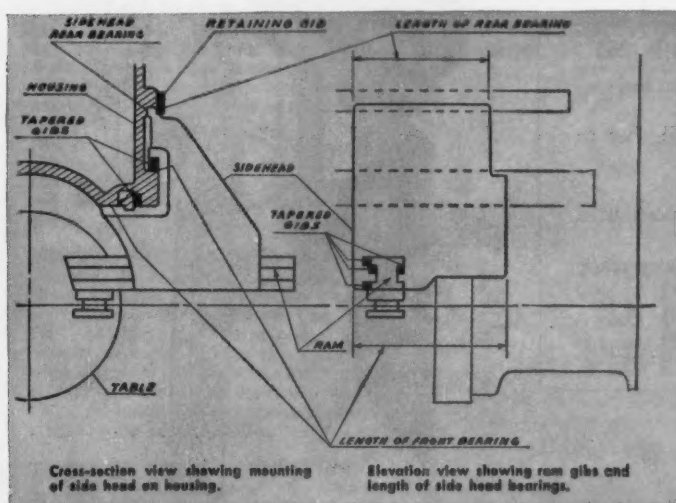 SIDEHEAD
REAR BEARING
RETAINING GIB
LENGTH OF REAR BEARING
HOUSING
TAPERED
GIBS
SIDEHEAD
TAPERED
GIBS
RAM
TABLE
LENGTH OF FRONT BEARING
Cross-section view showing mounting
of side head on housing.
Elevation view showing ram gibs and
length of side head bearings.